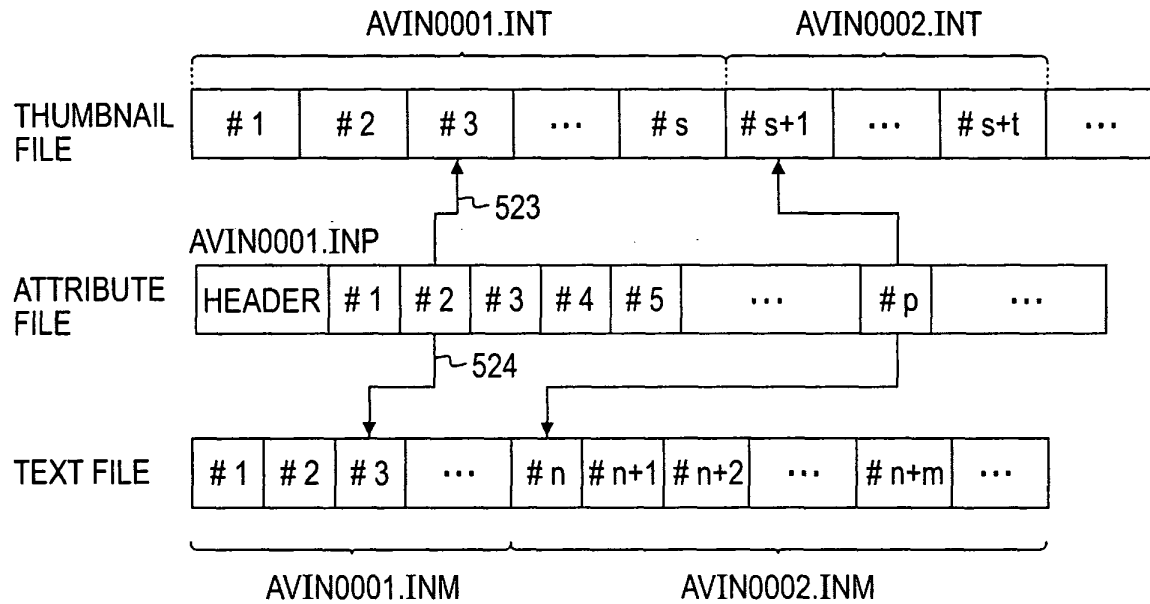 AVIN0001.INT AVIN0002.INT
THUMBNAIL FILE
# 1 # 2 # 3 ... # s # s+1 ... # s+t ...
523
AVIN0001.INP
ATTRIBUTE FILE
HEADER # 1 # 2 # 3 # 4 # 5 ... # p ...
524
TEXT FILE
# 1 # 2 # 3 ... # n # n+1 # n+2 ... # n+m ...
AVIN0001.INM AVIN0002.INM